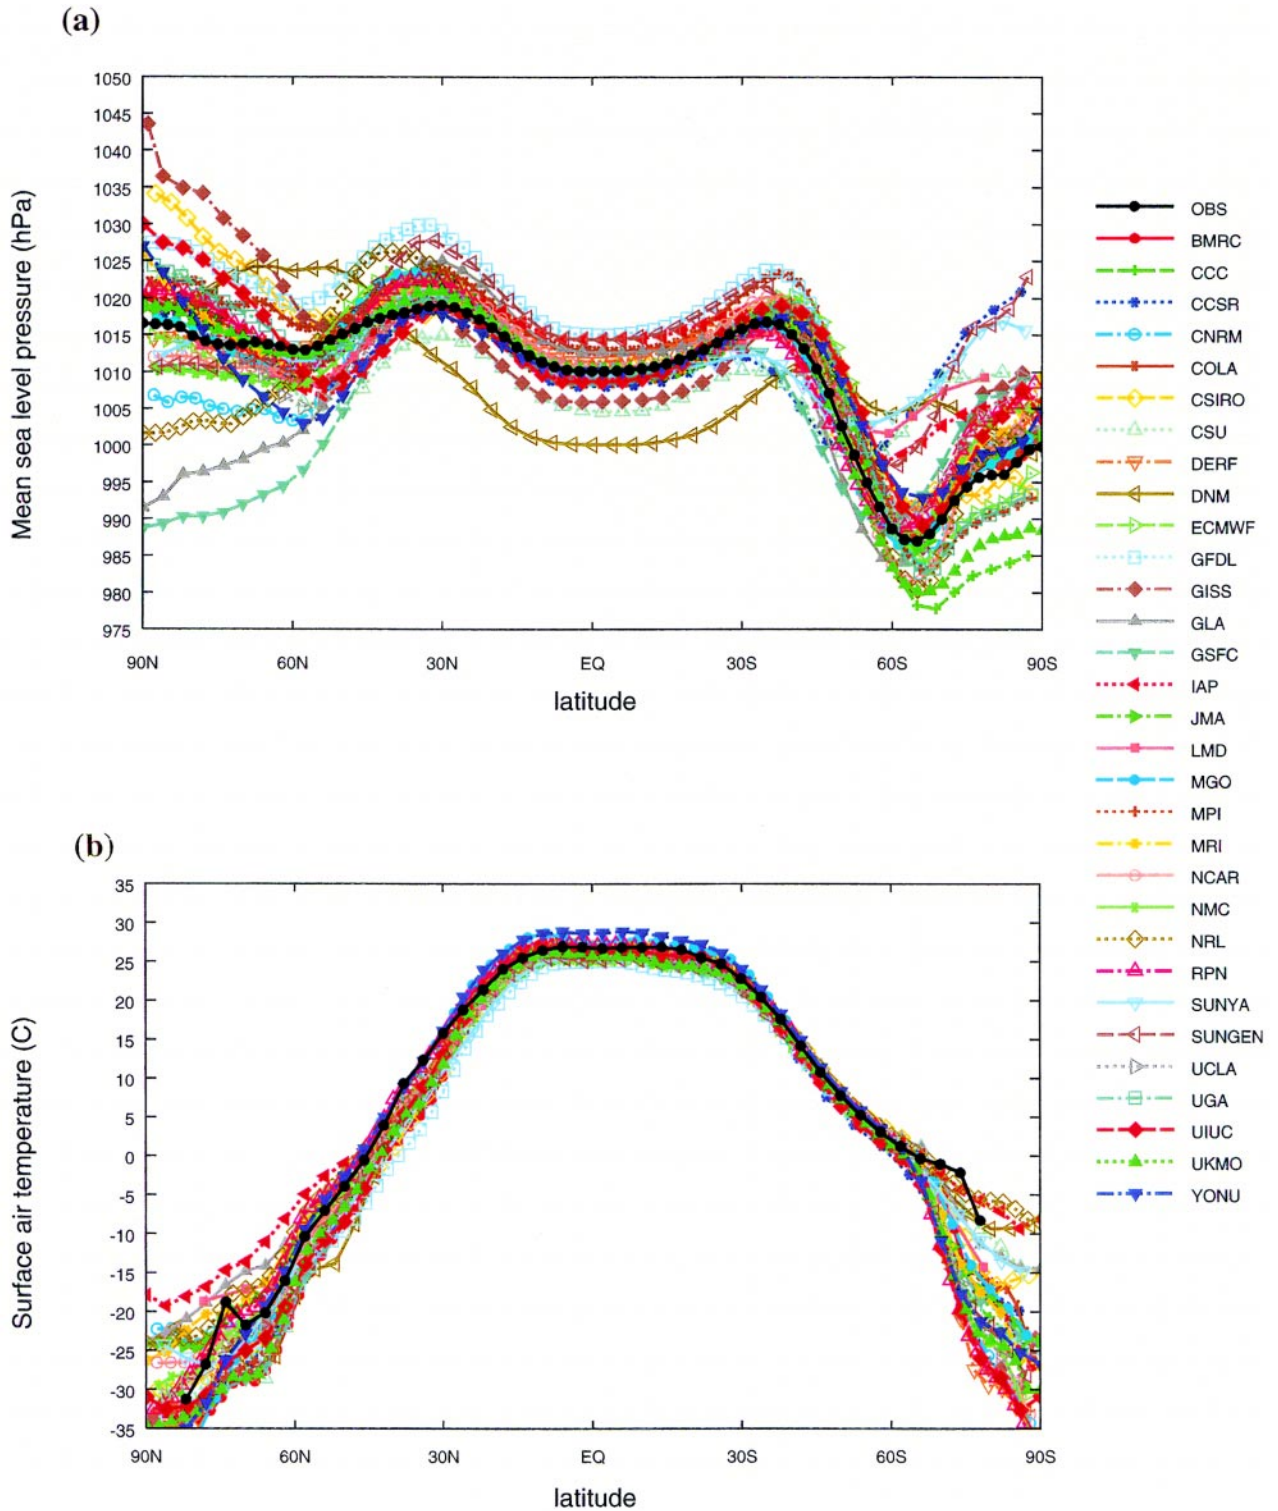 (a)
1050
1045
1040
1035
1030
1025
1020
1015
1010
1005
1000
995
990
985
980
975
Mean sea level pressure (hPa)
90N 60N 30N EQ 30S 60S 90S
latitude
OBS
BMRC
CCC
CCSR
CNRM
COLA
CSIRO
CSU
DERF
DNM
ECMWF
GFDL
GISS
GLA
GSFC
IAP
JMA
LMD
MGO
MPI
MRI
NCAR
NMC
NRL
RPN
SUNYA
SUNGEN
UCLA
UGA
UIUC
UKMO
YONU
(b)
35
30
25
20
15
10
5
0
-5
-10
-15
-20
-25
-30
-35
Surface air temperature (C)
90N 60N 30N EQ 30S 60S 90S
latitude